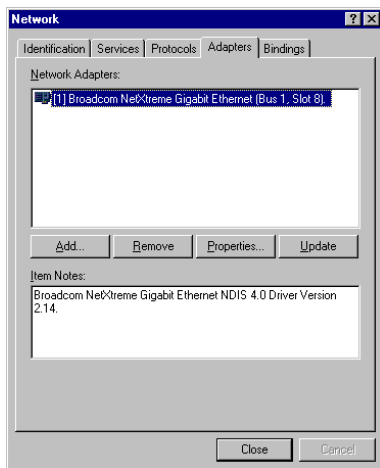 Network
Identification Services Protocols Adapters Bindings
Network Adapters:
[1] Broadcom NetXtreme Gigabit Ethernet (Bus 1, Slot 8).
Add... Remove Properties... Update
Item Notes:
Broadcom NetXtreme Gigabit Ethernet NDIS 4.0 Driver Version
2.14.
Close Cancel